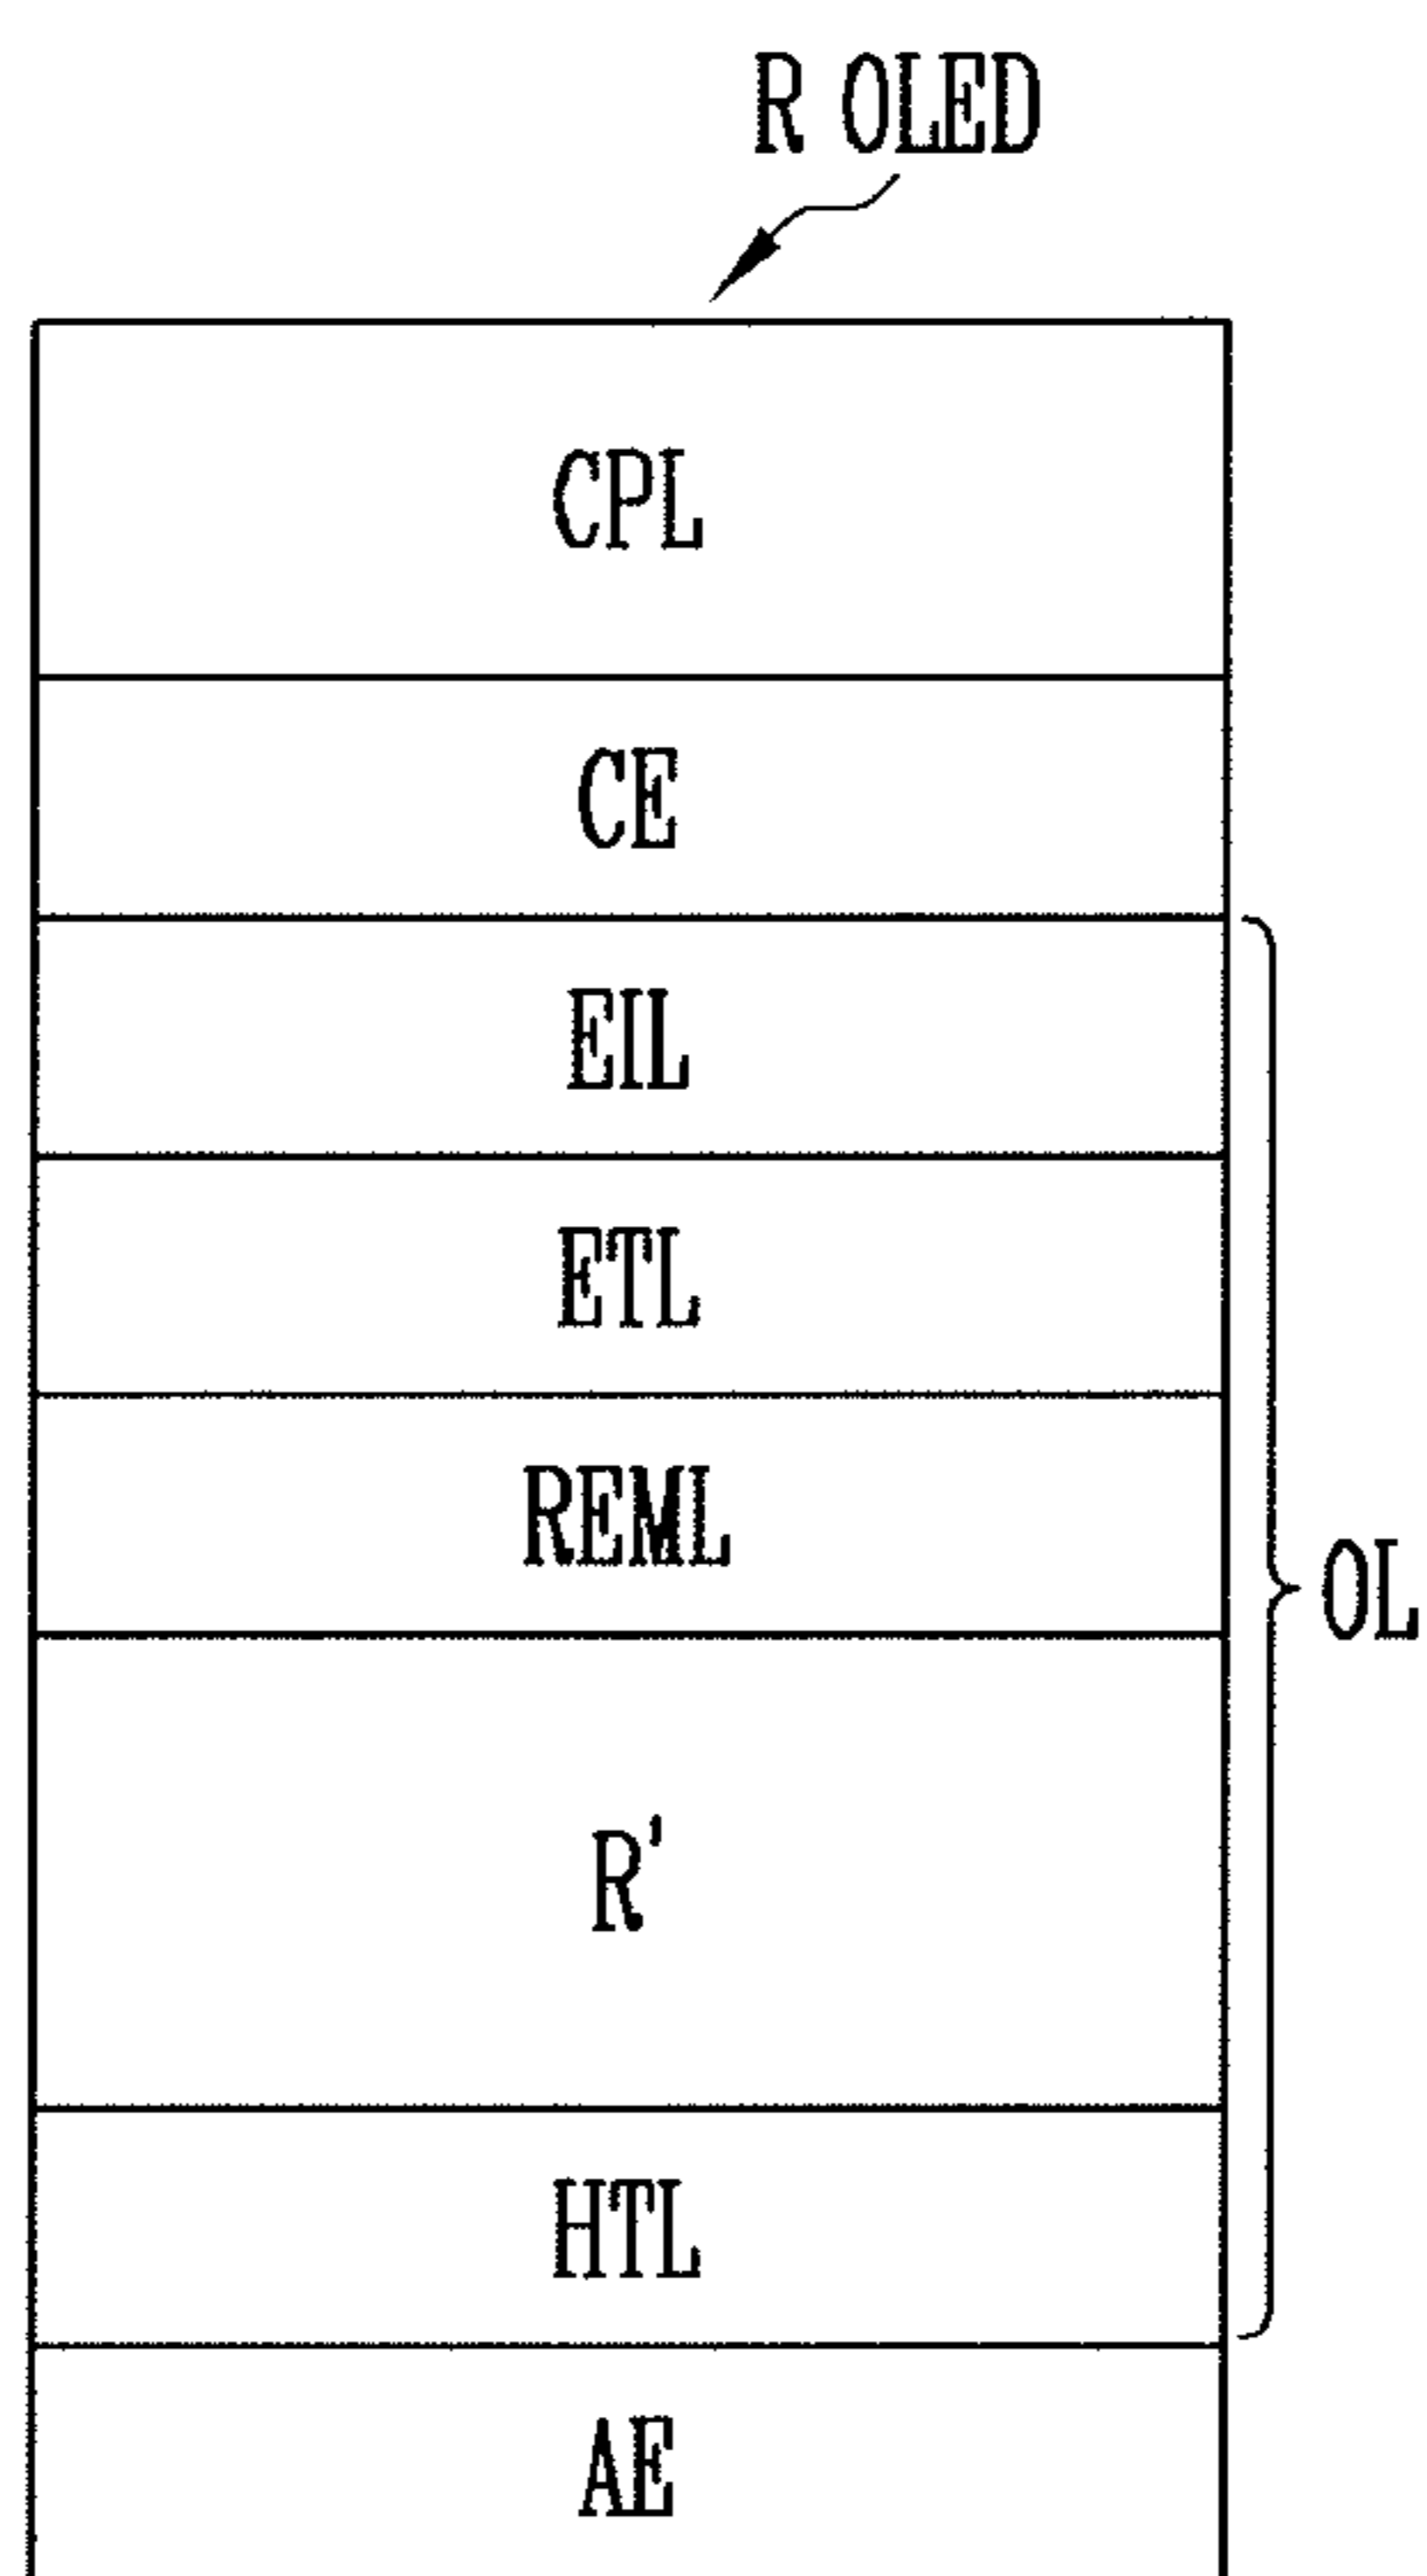 R OLED
CPL
CE
EIL
ETL
REML
OL
R'
HTL
AE